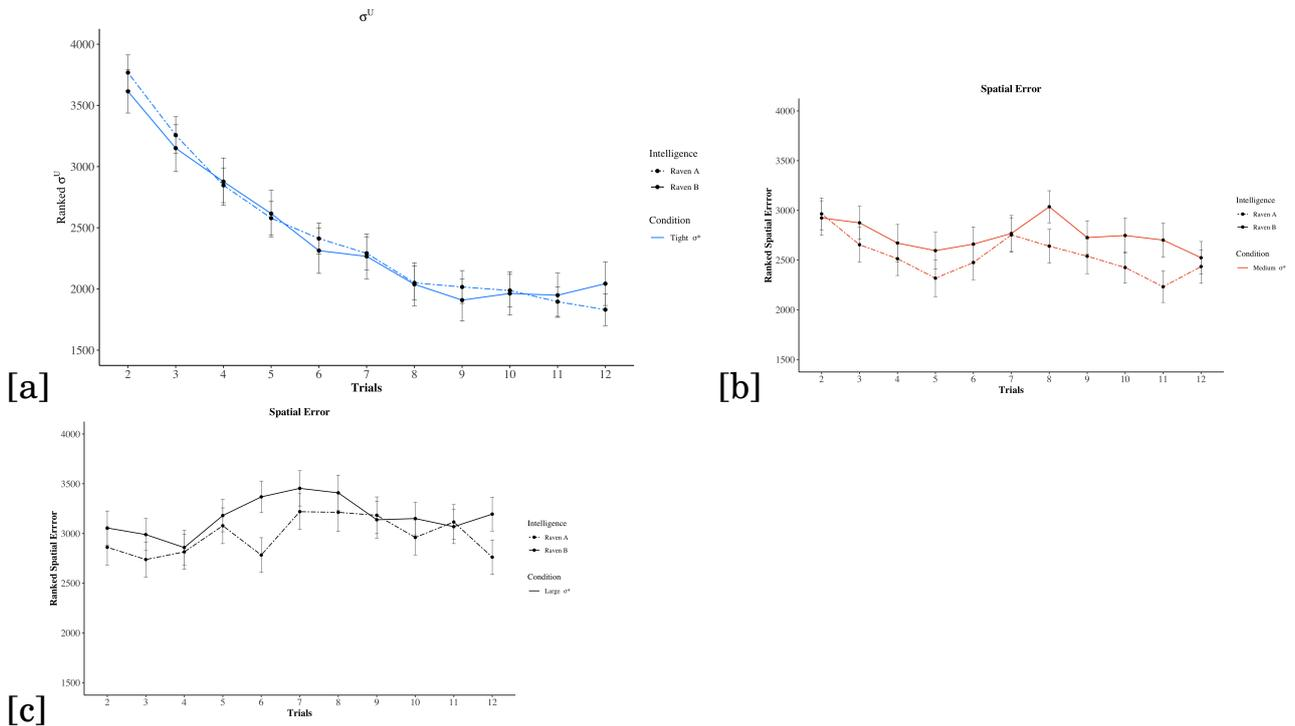 σᵁ
4000
3500
3000
2500
2000
1500
Ranked σᵁ
2 3 4 5 6 7 8 9 10 11 12
Trials
Intelligence
Raven A
Raven B
Condition
Tight σ*
[a]
Spatial Error
4000
3500
3000
2500
2000
1500
Ranked Spatial Errror
2 3 4 5 6 7 8 9 10 11 12
Trials
Intelligence
Raven A
Raven B
Condition
Medium σ*
[b]
Spatial Error
4000
3500
3000
2500
2000
1500
Ranked Spatial Errror
2 3 4 5 6 7 8 9 10 11 12
Trials
Intelligence
Raven A
Raven B
Condition
Large σ*
[c]